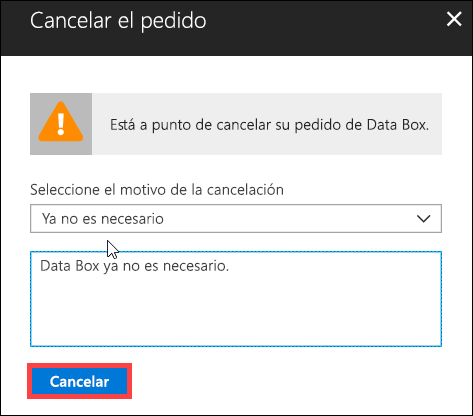 Cancelar el pedido
Está a punto de cancelar su pedido de Data Box.
Seleccione el motivo de la cancelación
Ya no es necesario
Data Box ya no es necesario.
Cancelar